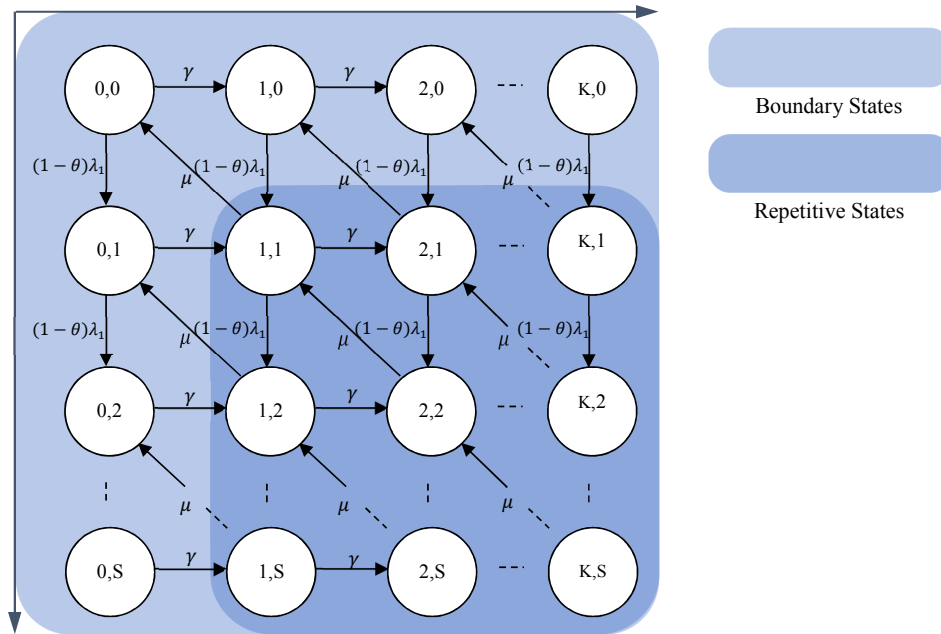 0,0 γ 1,0 γ 2,0 K,0
Boundary States
(1 − θ)λ₁ μ (1 − θ)λ₁ μ (1 − θ)λ₁ μ (1 − θ)λ₁
Repetitive States
0,1 γ 1,1 γ 2,1 K,1
(1 − θ)λ₁ μ (1 − θ)λ₁ μ (1 − θ)λ₁ μ (1 − θ)λ₁
0,2 γ 1,2 γ 2,2 K,2
μ μ μ
0,S γ 1,S γ 2,S K,S